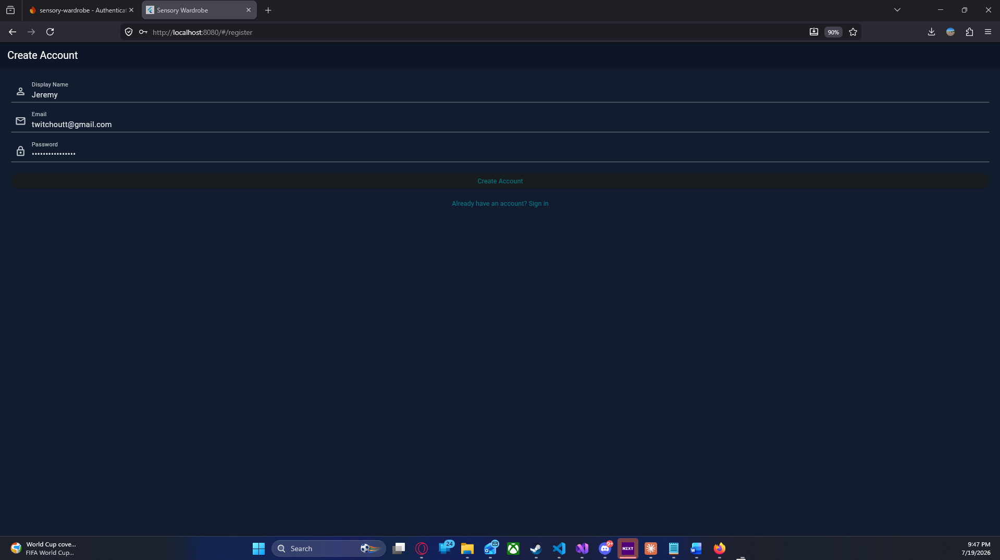 sensory-wardrobe - Authenticat
Sensory Wardrobe
http://localhost:8080/#/register
90%
Create Account
Display Name
Jeremy
Email
twitchoutt@gmail.com
Password
••••••••••••••••
Create Account
Already have an account? Sign in
World Cup cove...
FIFA World Cup...
Search
24
9+
NZXT
9:47 PM
7/19/2026